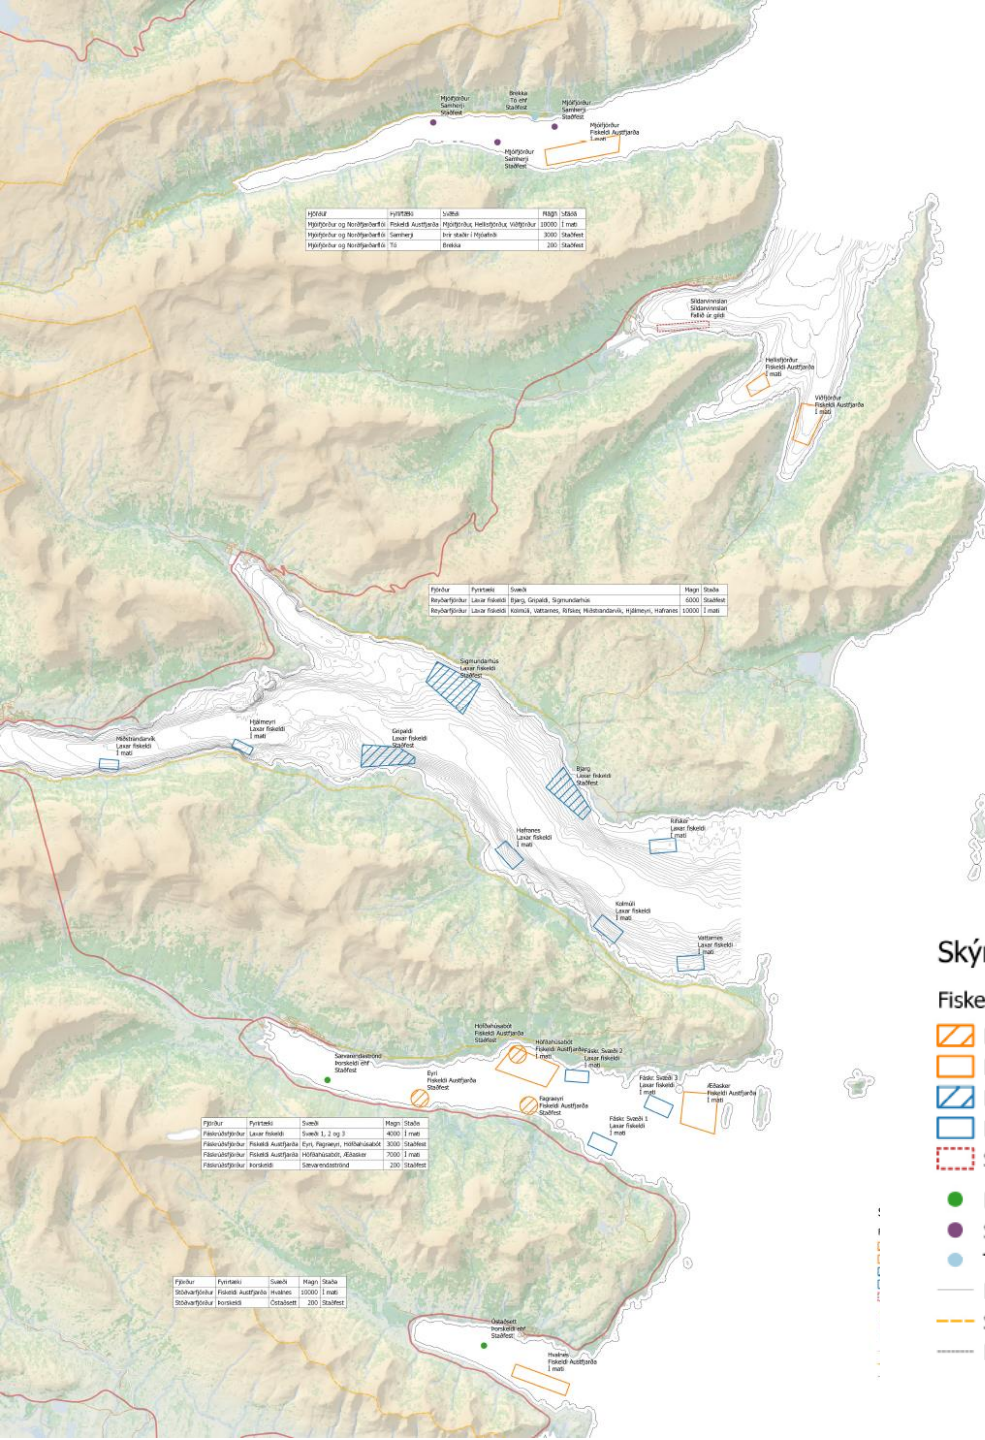 Mjóifjörður
Samherji
Staðfest
Brekka
Tó ehf
Staðfest
Mjóifjörður
Samherji
Staðfest
Mjóifjörður
Fiskeldi Austfjarða
Í mati
Mjóifjörður
Samherji
Staðfest
Fjörður Fyrirtæki Svæði Magn Staða
Mjóifjörður og Norðfjarðarflói Fiskeldi Austfjarða Mjóifjörður, Hellisfjörður, Viðfjörður 10000 Í mati
Mjóifjörður og Norðfjarðarflói Samherji Þrír staðir í Mjóafirði 3000 Staðfest
Mjóifjörður og Norðfjarðarflói Tó Brekka 200 Staðfest
Síldarvinnslan
Síldarvinnslan
Fallið úr gildi
Hellisfjörður
Fiskeldi Austfjarða
Í mati
Viðfjörður
Fiskeldi Austfjarða
Í mati
Fjörður Fyrirtæki Svæði Magn Staða
Reyðarfjörður Laxar fiskeldi Bjarg, Gripaldi, Sigmundarhús 6000 Staðfest
Reyðarfjörður Laxar fiskeldi Kolmúli, Vattarnes, Rifsker, Miðstrandarvík, Hjálmeyri, Hafranes 10000 Í mati
Sigmundarhús
Laxar fiskeldi
Staðfest
Hjálmeyri
Laxar fiskeldi
Í mati
Gripaldi
Laxar fiskeldi
Staðfest
Miðstrandarvík
Laxar fiskeldi
Í mati
Bjarg
Laxar fiskeldi
Staðfest
Rifsker
Laxar fiskeldi
Í mati
Hafranes
Laxar fiskeldi
Í mati
Kolmúli
Laxar fiskeldi
Í mati
Vattarnes
Laxar fiskeldi
Í mati
Skýr
Fiske
Höfðahúsabót
Fiskeldi Austfjarða
Staðfest
Höfðahúsabót
Fiskeldi Austfjarða
Í mati
Fáskr. Svæði 2
Laxar fiskeldi
Í mati
Sævarendaströnd
Þorskeldi ehf
Staðfest
Eyri
Fiskeldi Austfjarða
Staðfest
Fáskr. Svæði 3
Laxar fiskeldi
Í mati
Æðasker
Fiskeldi Austfjarða
Í mati
Fagraeyri
Fiskeldi Austfjarða
Staðfest
Fáskr. Svæði 1
Laxar fiskeldi
Í mati
Fjörður Fyrirtæki Svæði Magn Staða
Fáskrúðsfjörður Laxar fiskeldi Svæði 1, 2 og 3 4000 Í mati
Fáskrúðsfjörður Fiskeldi Austfjarða Eyri, Fagraeyri, Höfðahúsabót 3000 Staðfest
Fáskrúðsfjörður Fiskeldi Austfjarða Höfðahúsabót, Æðasker 7000 Í mati
Fáskrúðsfjörður Þorskeldi Sævarendaströnd 200 Staðfest
Fjörður Fyrirtæki Svæði Magn Staða
Stöðvarfjörður Fiskeldi Austfjarða Hvalnes 10000 Í mati
Stöðvarfjörður Þorskeldi Óstaðsett 200 Staðfest
Óstaðsett
Þorskeldi ehf
Staðfest
Hvalnes
Fiskeldi Austfjarða
Í mati